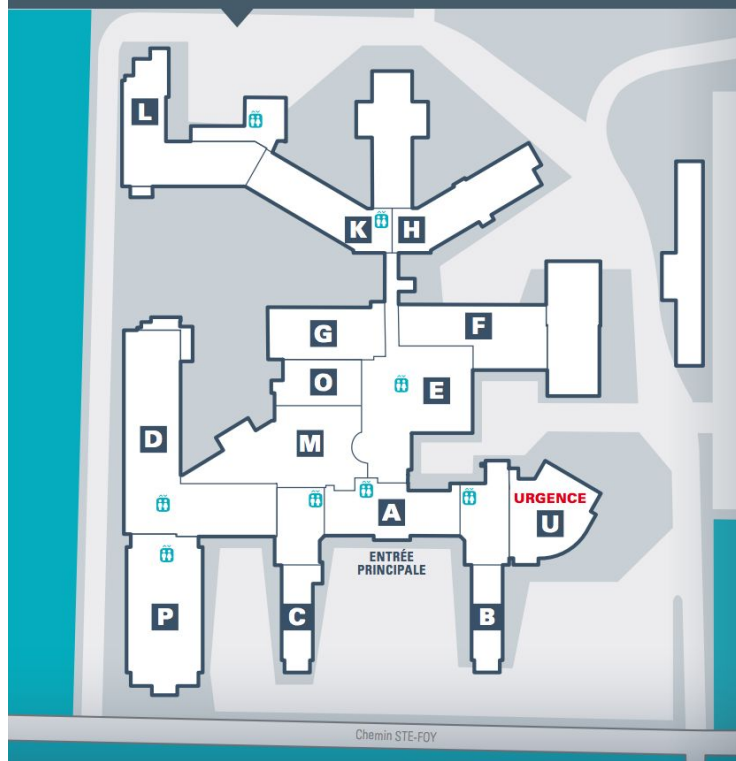 L
K
H
G
F
O
E
D
M
URGENCE
A
U
ENTRÉE
PRINCIPALE
P
C
B
Chemin STE-FOY